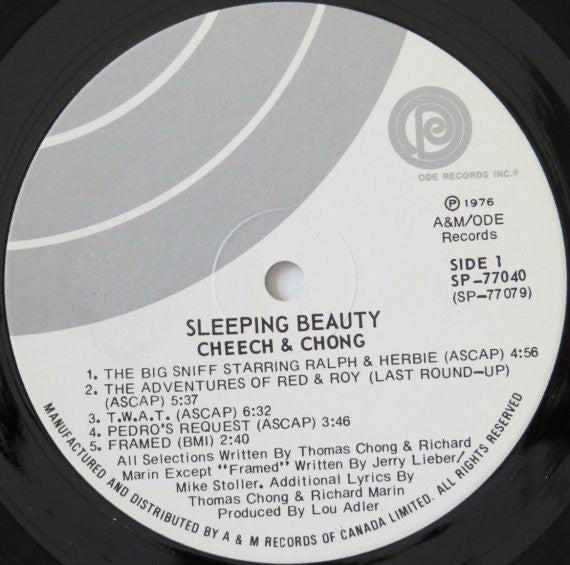 ODE RECORDS INC.®
Ⓟ 1976
A&M/ODE
Records
SIDE 1
SP-77040
(SP-77079)
SLEEPING BEAUTY
CHEECH & CHONG
1. THE BIG SNIFF STARRING RALPH & HERBIE (ASCAP) 4:56
2. THE ADVENTURES OF RED & ROY (LAST ROUND-UP)
(ASCAP) 5:37
3. T.W.A.T. (ASCAP) 6:32
4. PEDRO'S REQUEST (ASCAP) 3:46
5. FRAMED (BMI) 2:40
All Selections Written By Thomas Chong & Richard
Marin Except "Framed" Written By Jerry Lieber/
Mike Stoller. Additional Lyrics By
Thomas Chong & Richard Marin
Produced By Lou Adler
MANUFACTURED AND DISTRIBUTED BY A & M RECORDS OF CANADA LIMITED. ALL RIGHTS RESERVED